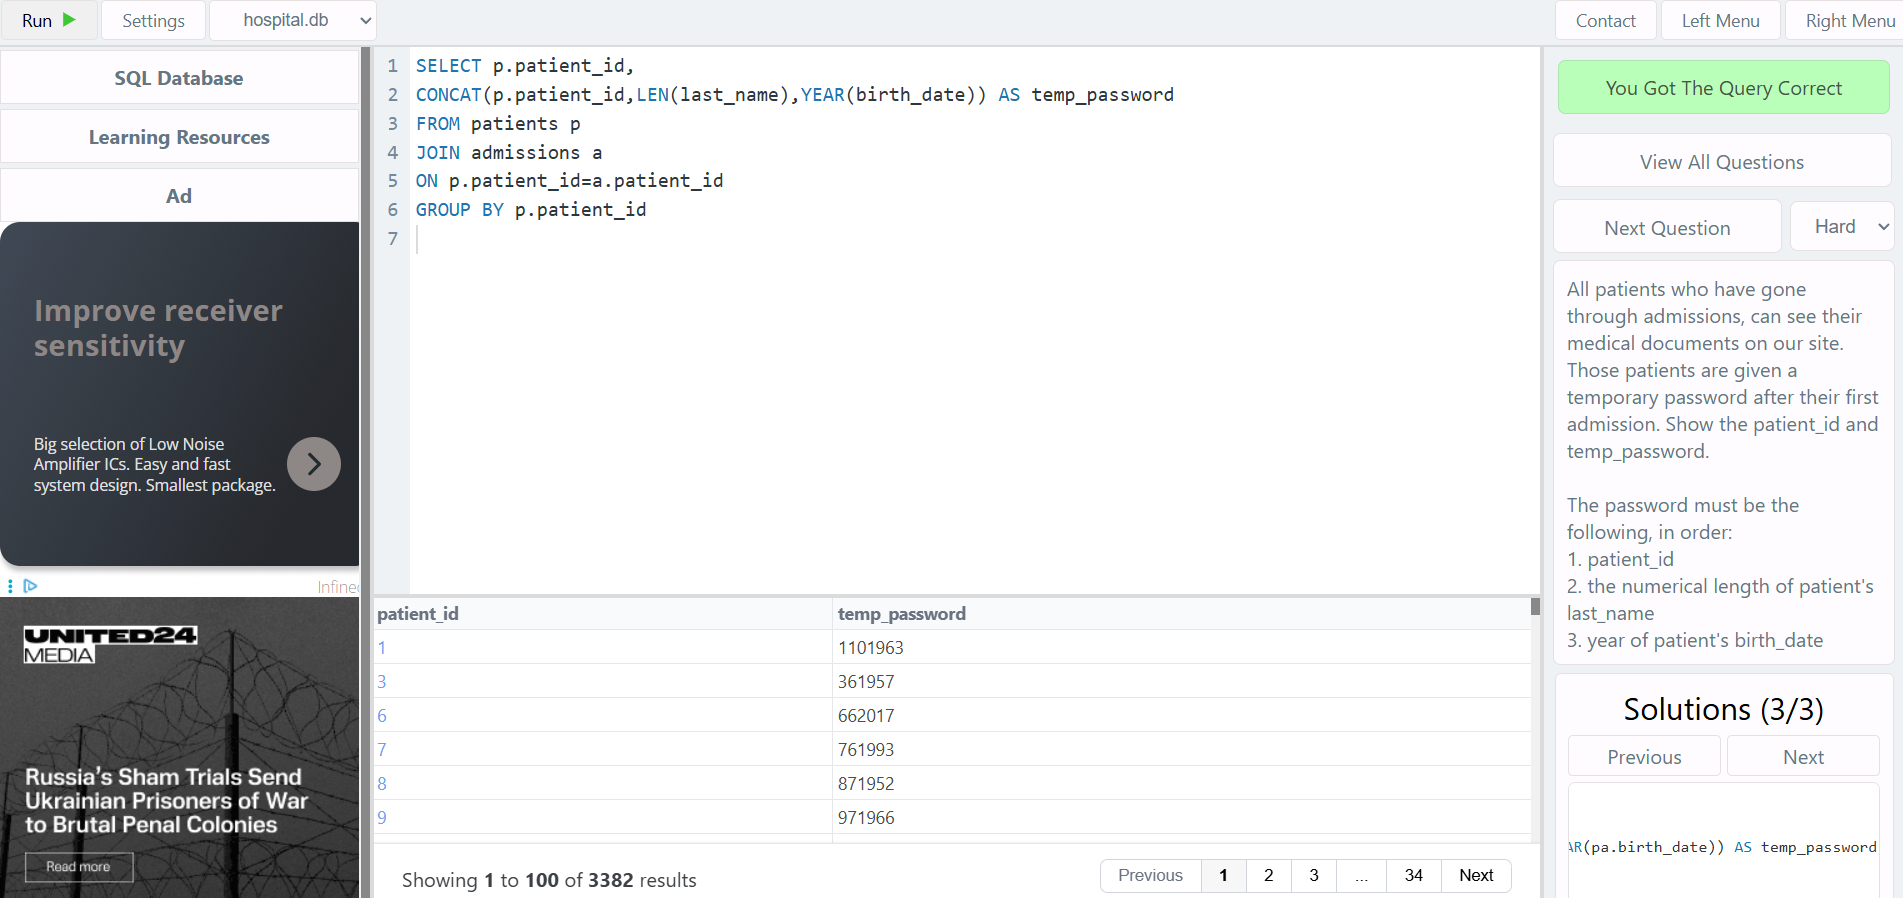 Run
Settings
hospital.db
Contact
Left Menu
Right Menu
SQL Database
Learning Resources
Ad
Improve receiver
sensitivity
Big selection of Low Noise
Amplifier ICs. Easy and fast
system design. Smallest package.
UNITED24
MEDIA
Russia's Sham Trials Send
Ukrainian Prisoners of War
to Brutal Penal Colonies
Read more
1 SELECT p.patient_id,
2 CONCAT(p.patient_id,LEN(last_name),YEAR(birth_date)) AS temp_password
3 FROM patients p
4 JOIN admissions a
5 ON p.patient_id=a.patient_id
6 GROUP BY p.patient_id
7
patient_id temp_password
1 1101963
3 361957
6 662017
7 761993
8 871952
9 971966
Showing 1 to 100 of 3382 results
Previous 1 2 3 ... 34 Next
You Got The Query Correct
View All Questions
Next Question
Hard
All patients who have gone
through admissions, can see their
medical documents on our site.
Those patients are given a
temporary password after their first
admission. Show the patient_id and
temp_password.
The password must be the
following, in order:
1. patient_id
2. the numerical length of patient's
last_name
3. year of patient's birth_date
Solutions (3/3)
Previous
Next
AR(pa.birth_date)) AS temp_password